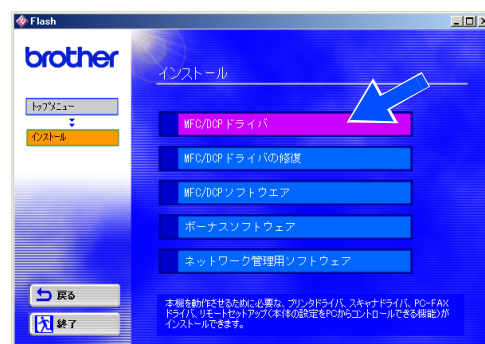 Flash
brother
インストール
トップメニュー
インストール
MFC/DCPドライバ
MFC/DCPドライバの修復
MFC/DCPソフトウエア
ボーナスソフトウェア
ネットワーク管理用ソフトウェア
戻る
終了
本機を動作させるために必要な、プリンタドライバ、スキャナドライバ、PC-FAX
ドライバ、リモートセットアップ(本体の設定をPCからコントロールできる機能)が
インストールできます。